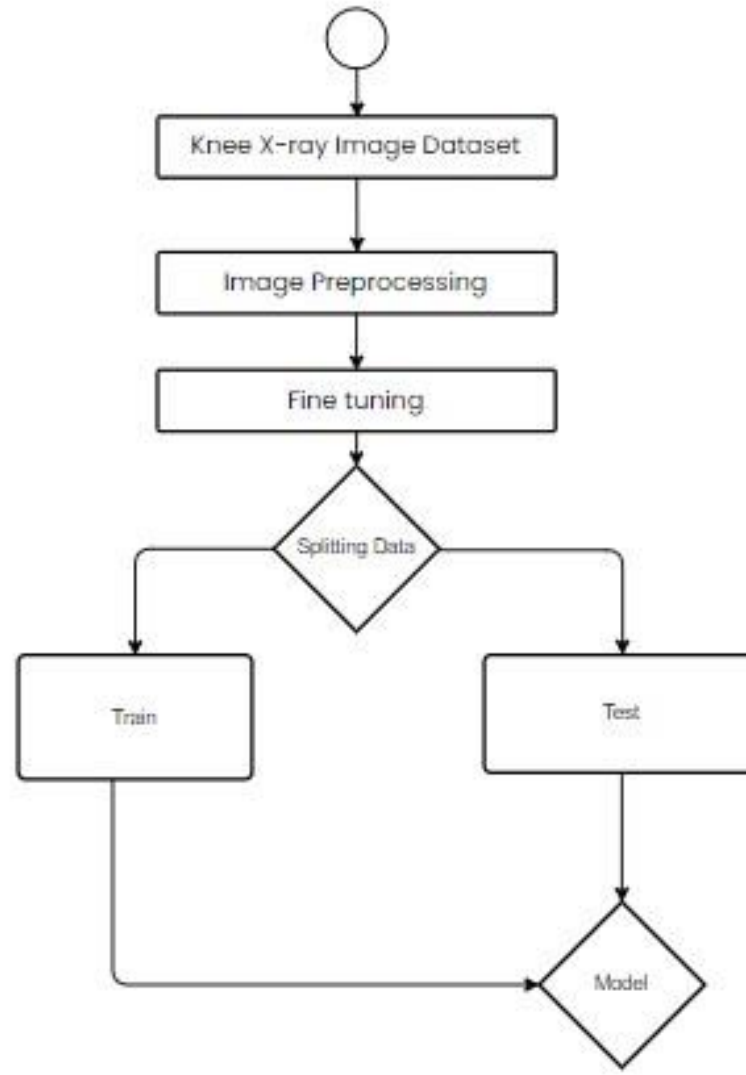 Knee X-ray Image Dataset
Image Preprocessing
Fine tuning
Splitting Data
Train
Test
Model